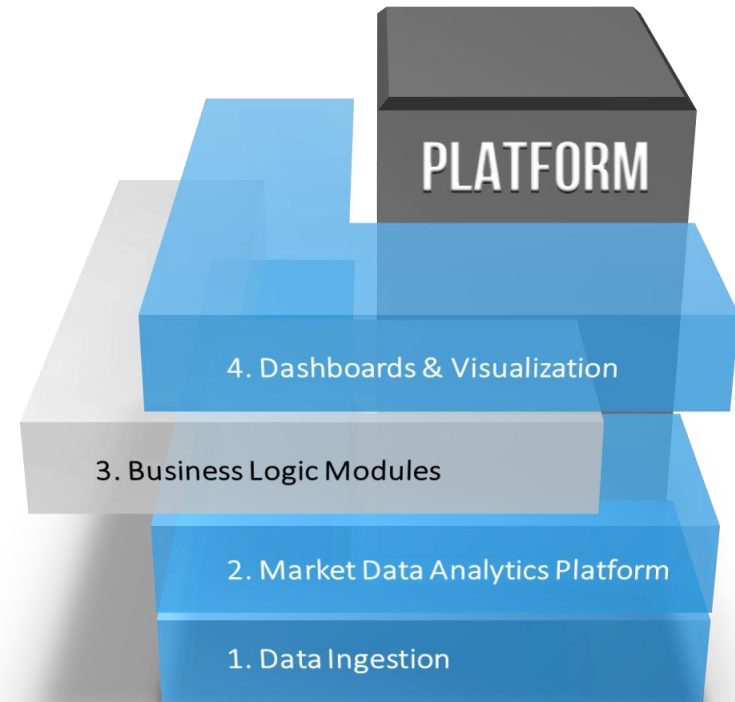 PLATFORM
4. Dashboards & Visualization
3. Business Logic Modules
2. Market Data Analytics Platform
1. Data Ingestion